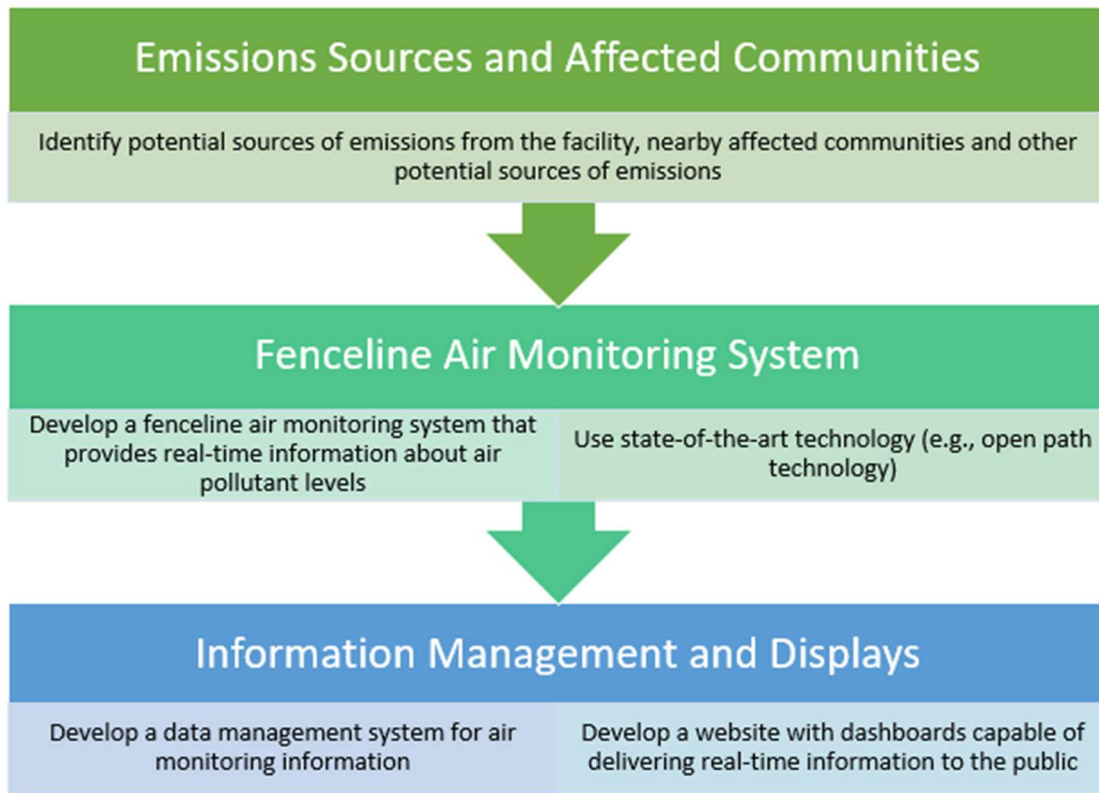 Emissions Sources and Affected Communities
Identify potential sources of emissions from the facility, nearby affected communities and other
potential sources of emissions
Fenceline Air Monitoring System
Develop a fenceline air monitoring system that
provides real-time information about air
pollutant levels
Use state-of-the-art technology (e.g., open path
technology)
Information Management and Displays
Develop a data management system for air
monitoring information
Develop a website with dashboards capable of
delivering real-time information to the public